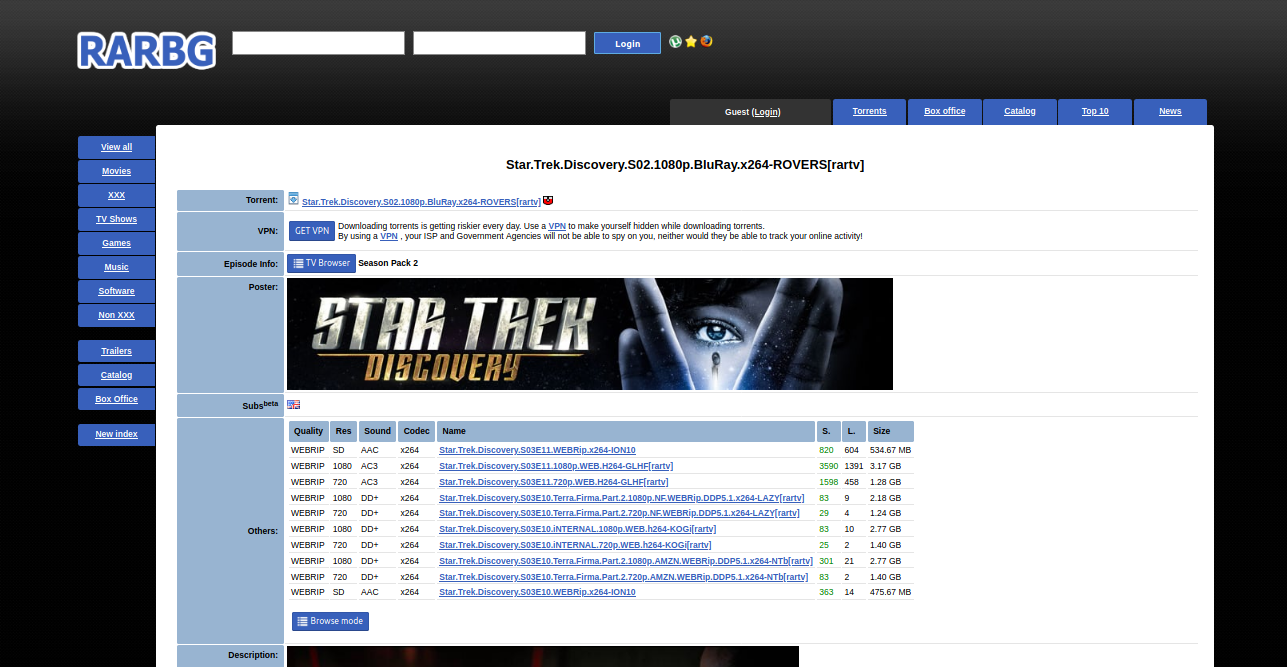 RARBG
Login
Guest (Login)
Torrents
Box office
Catalog
Top 10
News
View all
Movies
XXX
TV Shows
Games
Music
Software
Non XXX
Trailers
Catalog
Box Office
New index
Star.Trek.Discovery.S02.1080p.BluRay.x264-ROVERS[rartv]
Torrent: Star.Trek.Discovery.S02.1080p.BluRay.x264-ROVERS[rartv]
VPN: GET VPN Downloading torrents is getting riskier every day. Use a VPN to make yourself hidden while downloading torrents.
By using a VPN , your ISP and Government Agencies will not be able to spy on you, neither would they be able to track your online activity!
Episode Info: TV Browser Season Pack 2
Poster:
STAR TREK
DISCOVERY
Subsbeta
Others:
Quality Res Sound Codec Name S. L. Size
WEBRIP SD AAC x264 Star.Trek.Discovery.S03E11.WEBRip.x264-ION10 820 604 534.67 MB
WEBRIP 1080 AC3 x264 Star.Trek.Discovery.S03E11.1080p.WEB.H264-GLHF[rartv] 3590 1391 3.17 GB
WEBRIP 720 AC3 x264 Star.Trek.Discovery.S03E11.720p.WEB.H264-GLHF[rartv] 1598 458 1.28 GB
WEBRIP 1080 DD+ x264 Star.Trek.Discovery.S03E10.Terra.Firma.Part.2.1080p.NF.WEBRip.DDP5.1.x264-LAZY[rartv] 83 9 2.18 GB
WEBRIP 720 DD+ x264 Star.Trek.Discovery.S03E10.Terra.Firma.Part.2.720p.NF.WEBRip.DDP5.1.x264-LAZY[rartv] 29 4 1.24 GB
WEBRIP 1080 DD+ x264 Star.Trek.Discovery.S03E10.iNTERNAL.1080p.WEB.h264-KOGi[rartv] 83 10 2.77 GB
WEBRIP 720 DD+ x264 Star.Trek.Discovery.S03E10.iNTERNAL.720p.WEB.h264-KOGi[rartv] 25 2 1.40 GB
WEBRIP 1080 DD+ x264 Star.Trek.Discovery.S03E10.Terra.Firma.Part.2.1080p.AMZN.WEBRip.DDP5.1.x264-NTb[rartv] 301 21 2.77 GB
WEBRIP 720 DD+ x264 Star.Trek.Discovery.S03E10.Terra.Firma.Part.2.720p.AMZN.WEBRip.DDP5.1.x264-NTb[rartv] 83 2 1.40 GB
WEBRIP SD AAC x264 Star.Trek.Discovery.S03E10.WEBRip.x264-ION10 363 14 475.67 MB
Browse mode
Description: